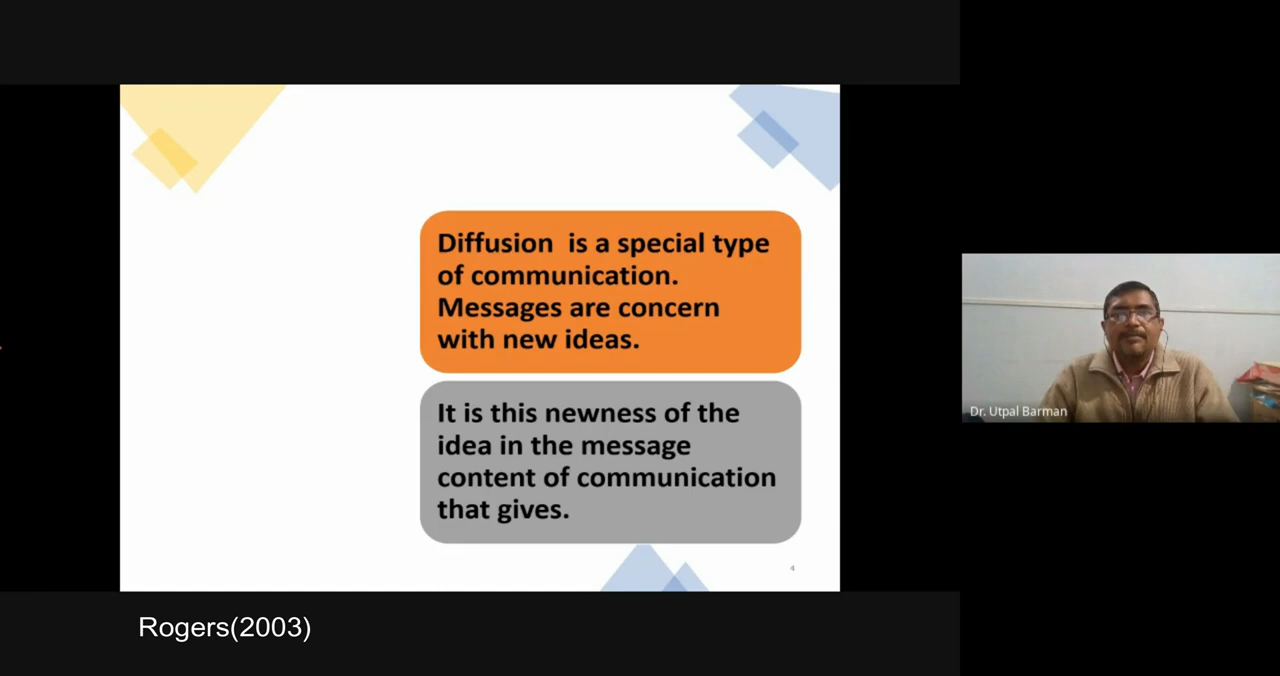 Diffusion is a special type
of communication.
Messages are concern
with new ideas.
It is this newness of the
idea in the message
content of communication
that gives.
4
Rogers(2003)
Dr. Utpal Barman